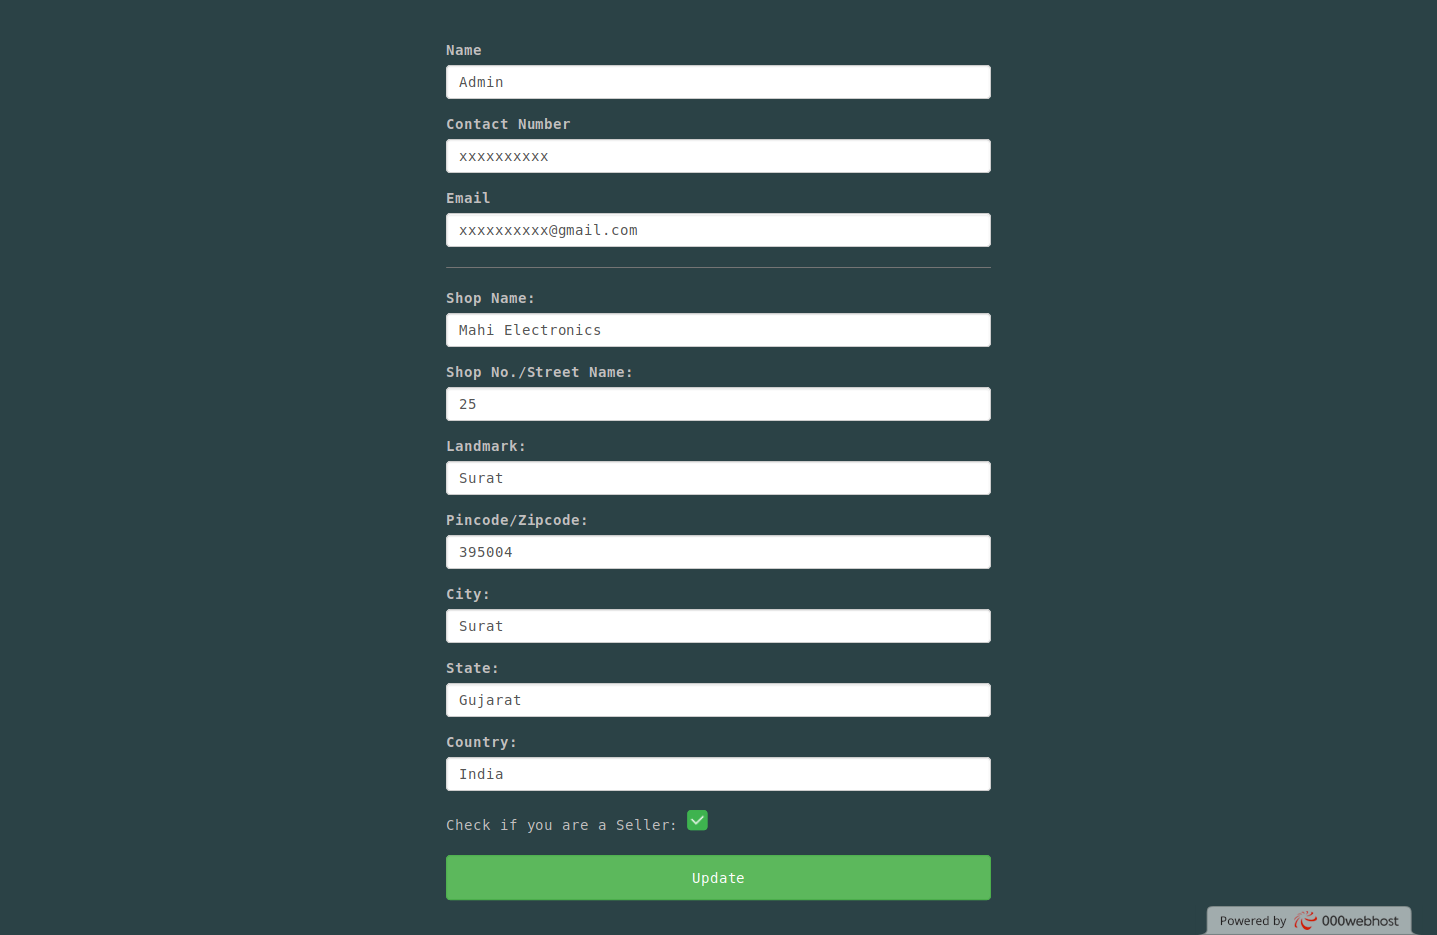 Name
Admin
Contact Number
xxxxxxxxxx
Email
xxxxxxxxxx@gmail.com
Shop Name:
Mahi Electronics
Shop No./Street Name:
25
Landmark:
Surat
Pincode/Zipcode:
395004
City:
Surat
State:
Gujarat
Country:
India
Check if you are a Seller:
Update
Powered by 000webhost